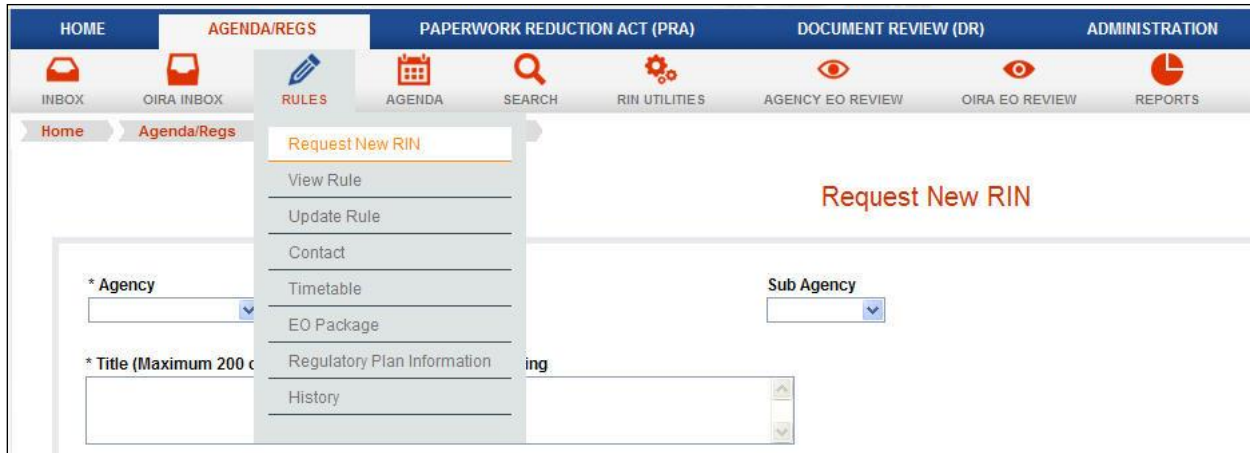 HOME AGENDA/REGS PAPERWORK REDUCTION ACT (PRA) DOCUMENT REVIEW (DR) ADMINISTRATION
INBOX OIRA INBOX RULES AGENDA SEARCH RIN UTILITIES AGENCY EO REVIEW OIRA EO REVIEW REPORTS
Home Agenda/Regs
Request New RIN
View Rule
Update Rule
Contact
Timetable
EO Package
Regulatory Plan Information
History
Request New RIN
* Agency Sub Agency
* Title (Maximum 200